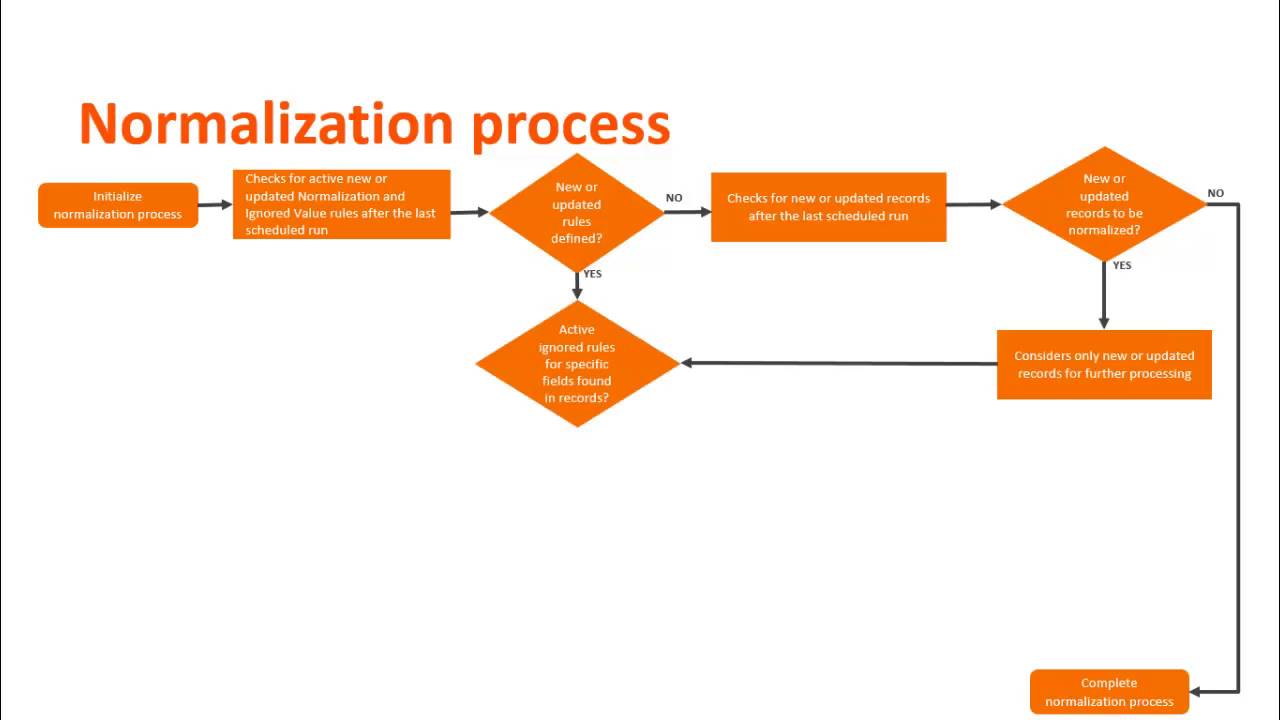 Normalization process
Initialize
normalization process
Checks for active new or
updated Normalization and
Ignored Value rules after the last
scheduled run
New or
updated
rules
defined?
NO
Checks for new or updated records
after the last scheduled run
New or
updated
records to be
normalized?
NO
YES
YES
Active
ignored rules
for specific
fields found
in records?
Considers only new or updated
records for further processing
Complete
normalization process